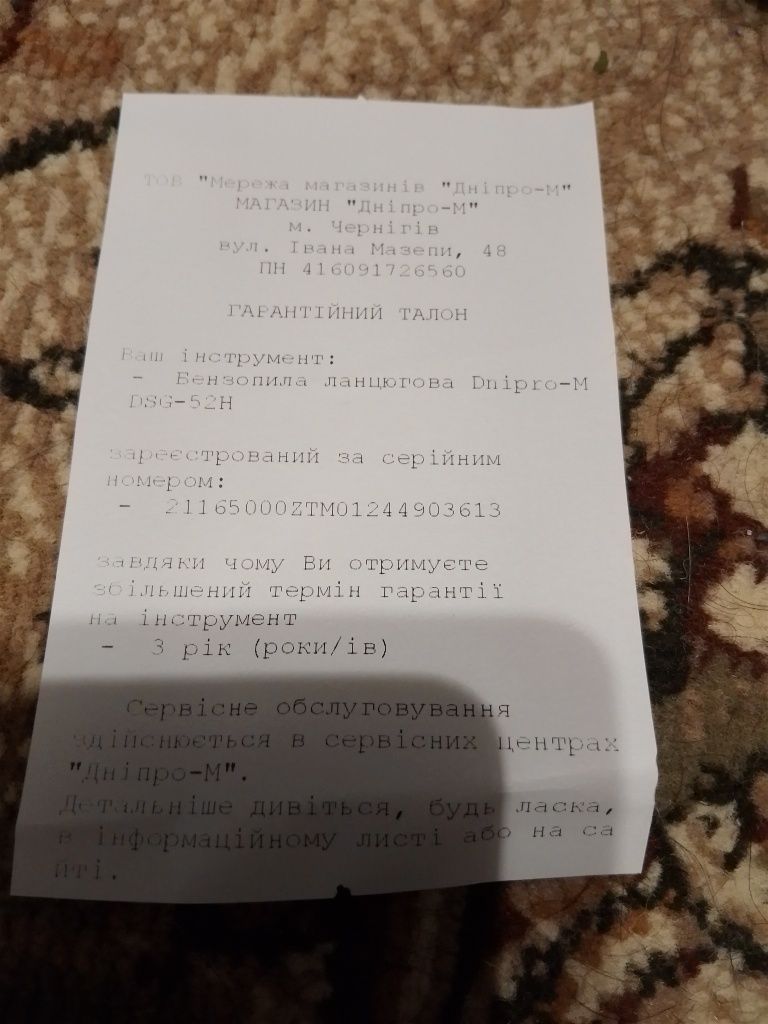 ТОВ "Мережа магазинів "Дніпро-М"
МАГАЗИН "Дніпро-М"
м. Чернігів
вул. Івана Мазепи, 48
ПН 416091726560
ГАРАНТІЙНИЙ ТАЛОН
Ваш інструмент:
- Бензопила ланцюгова Dnipro-M
DSG-52H
зареєстрований за серійним
номером:
- 21165000ZTM01244903613
завдяки чому Ви отримуєте
збільшений термін гарантії
на інструмент
- 3 рік (роки/ів)
Сервісне обслуговування
здійснюється в сервісних центрах
"Дніпро-М".
Детальніше дивіться, будь ласка,
в інформаційному листі або на са
йті.